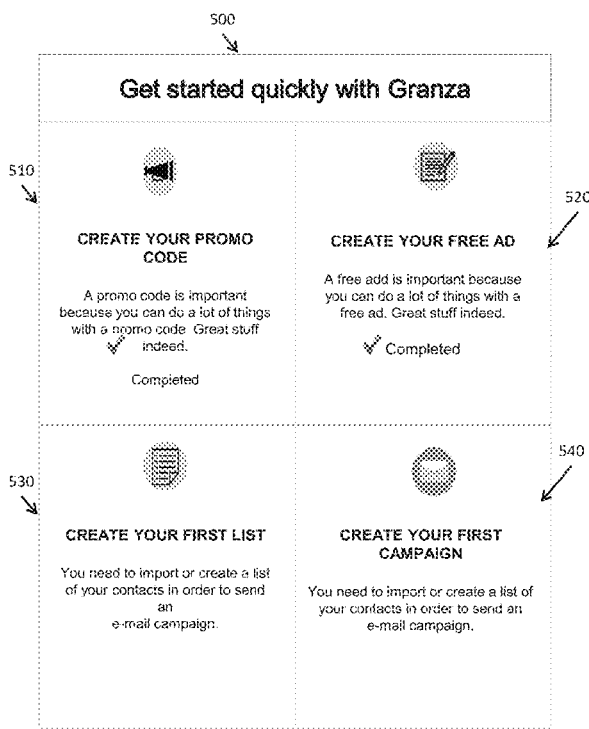 500
Get started quickly with Granza
510
520
CREATE YOUR PROMO
CODE
A promo code is important
because you can do a lot of things
with a promo code. Great stuff
indeed.
Completed
CREATE YOUR FREE AD
A free add is important because
you can do a lot of things with a
free ad. Great stuff indeed.
Completed
530
540
CREATE YOUR FIRST LIST
You need to import or create a list
of your contacts in order to send
an
e-mail campaign.
CREATE YOUR FIRST
CAMPAIGN
You need to import or create a list of
your contacts in order to send an
e-mail campaign.